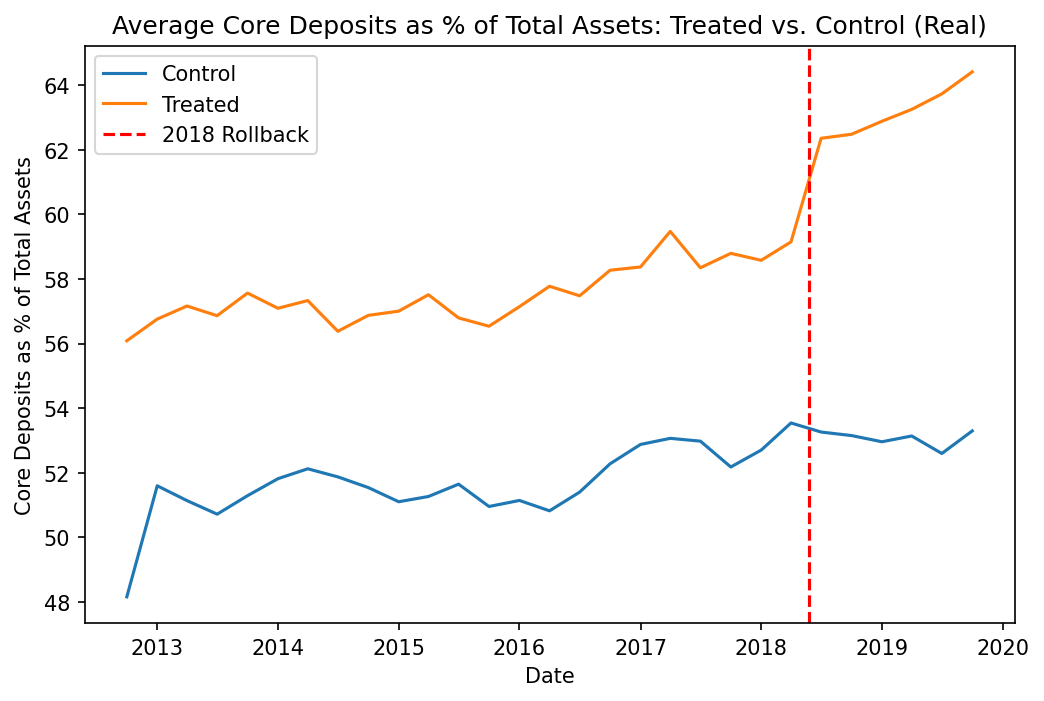 Average Core Deposits as % of Total Assets: Treated vs. Control (Real)
Control
Treated
2018 Rollback
Core Deposits as % of Total Assets
64
62
60
58
56
54
52
50
48
2013 2014 2015 2016 2017 2018 2019 2020
Date